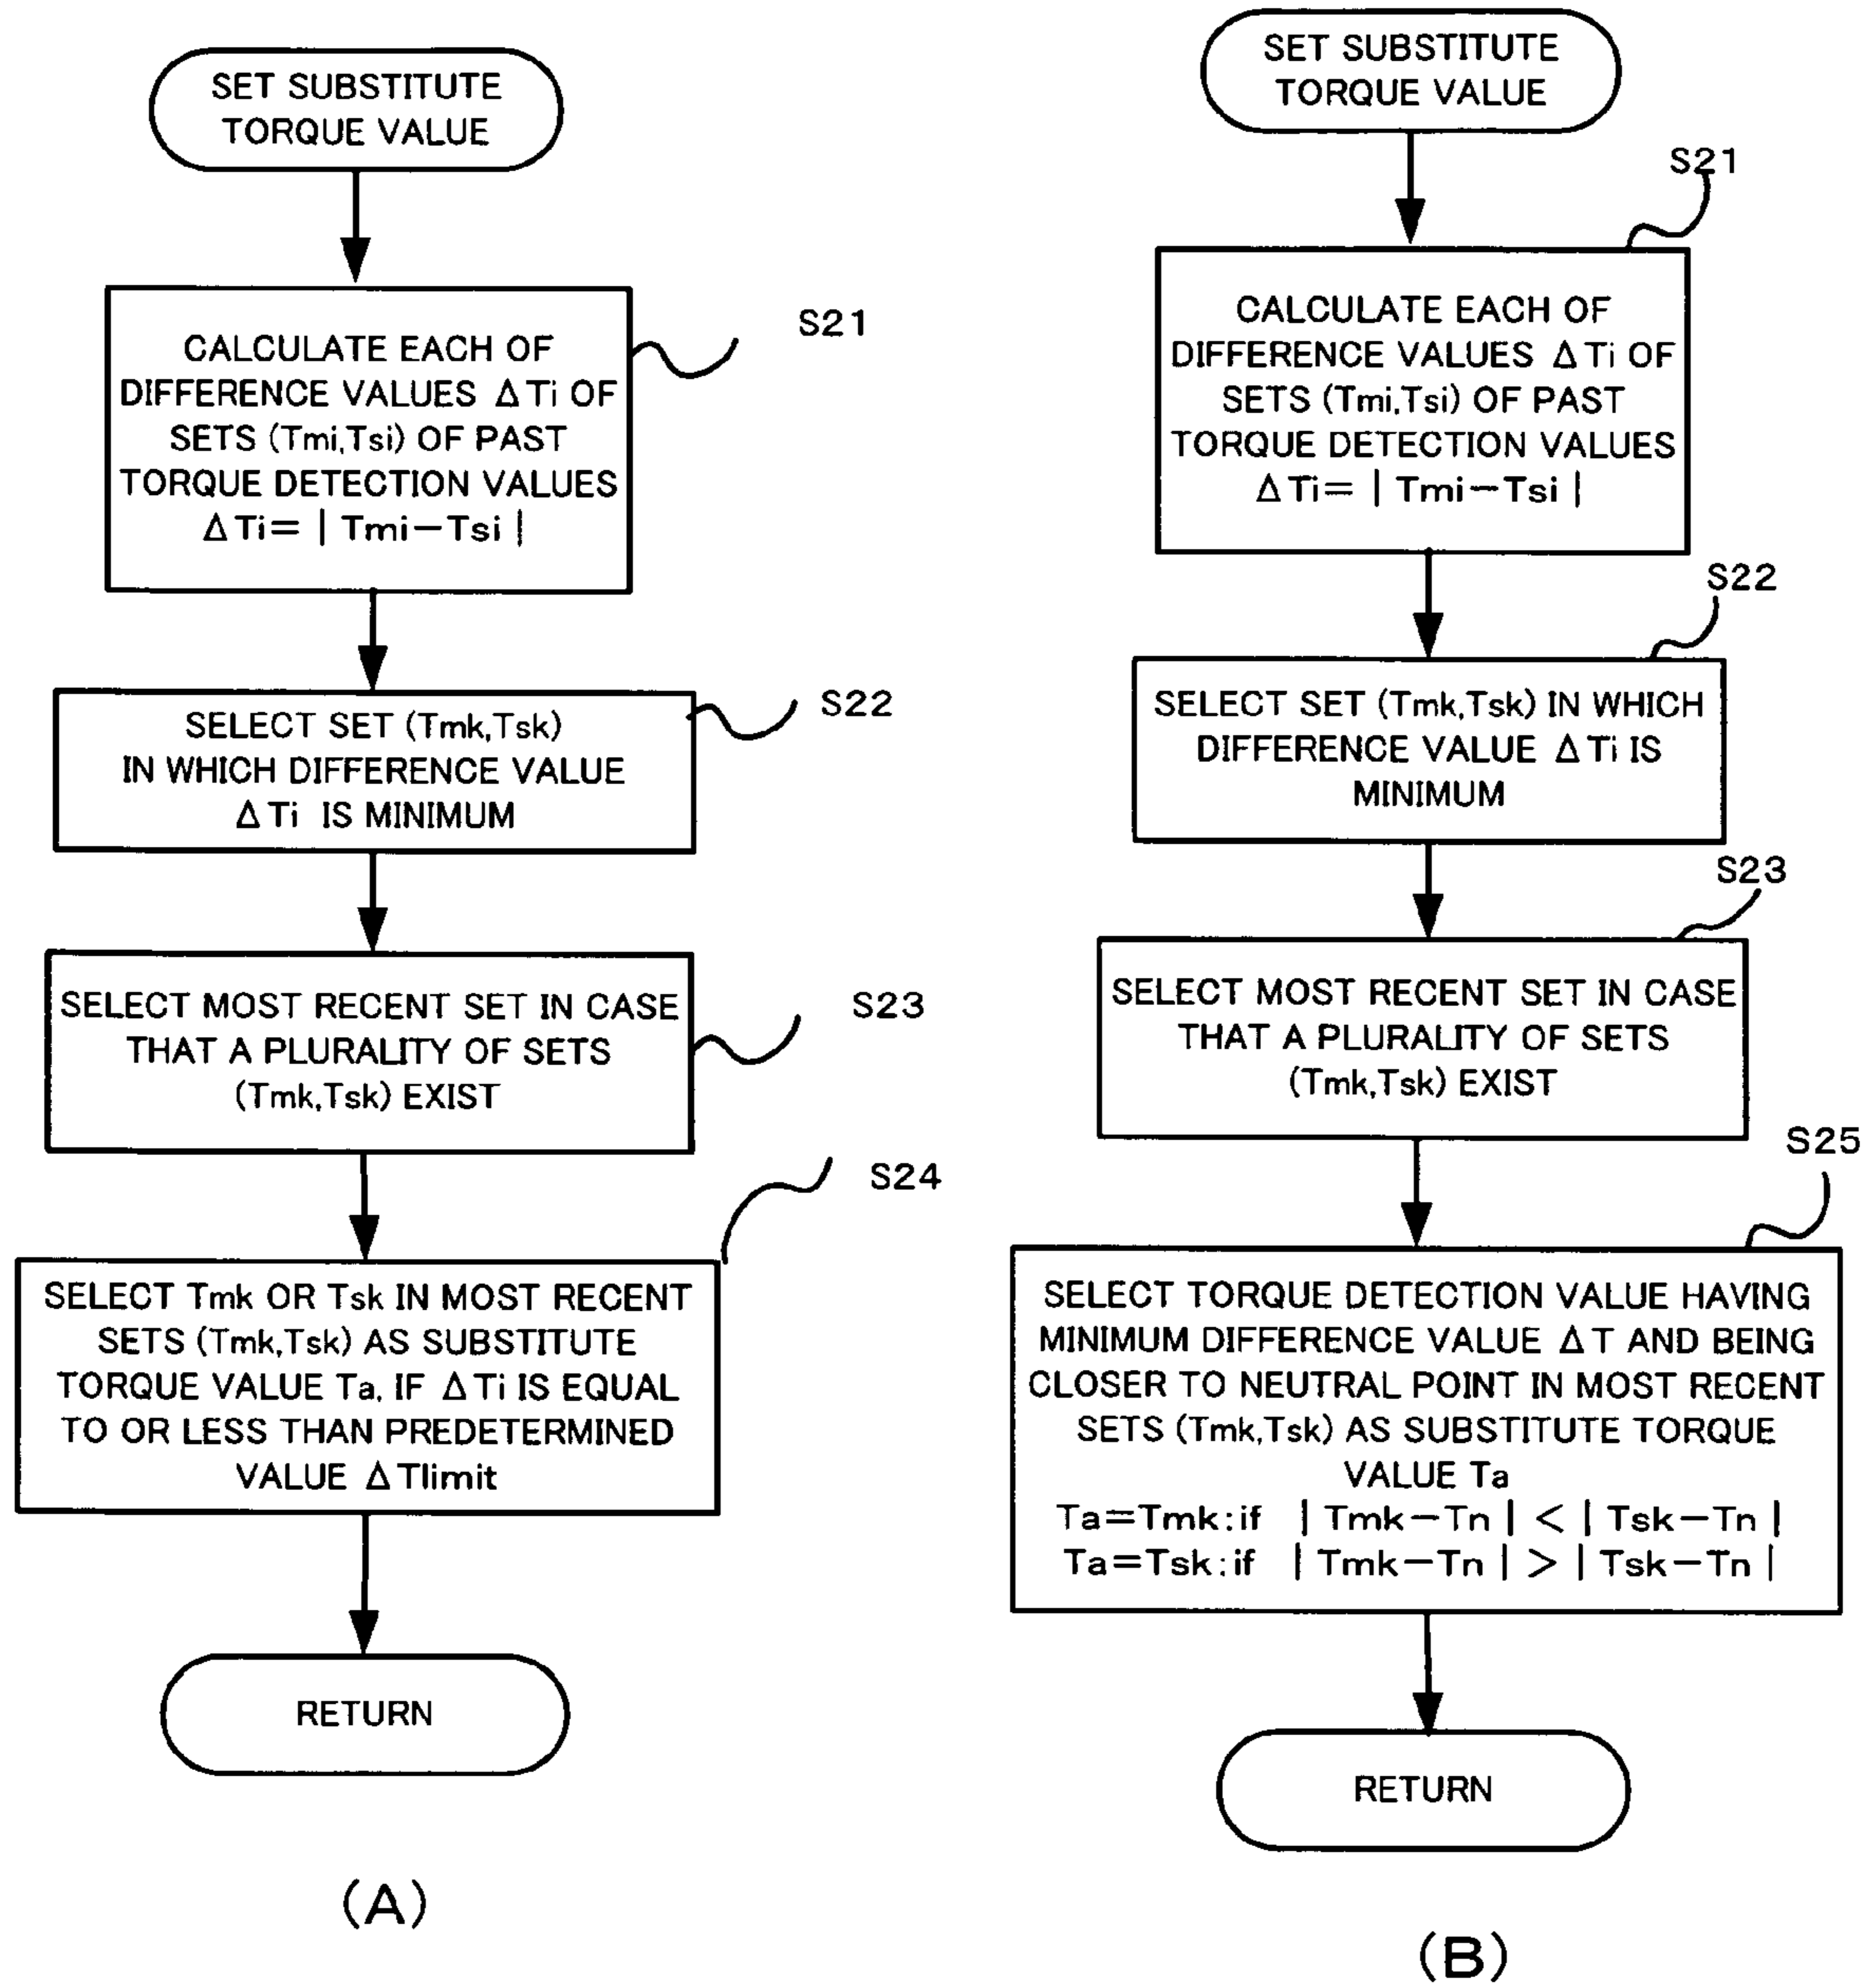 SET SUBSTITUTE
TORQUE VALUE
S21
CALCULATE EACH OF
DIFFERENCE VALUES ΔTi OF
SETS (Tmi,Tsi) OF PAST
TORQUE DETECTION VALUES
ΔTi=|Tmi−Tsi|
S22
SELECT SET (Tmk,Tsk)
IN WHICH DIFFERENCE VALUE
ΔTi IS MINIMUM
S23
SELECT MOST RECENT SET IN CASE
THAT A PLURALITY OF SETS
(Tmk,Tsk) EXIST
S24
SELECT Tmk OR Tsk IN MOST RECENT
SETS (Tmk,Tsk) AS SUBSTITUTE
TORQUE VALUE Ta, IF ΔTi IS EQUAL
TO OR LESS THAN PREDETERMINED
VALUE ΔTlimit
RETURN
(A)
SET SUBSTITUTE
TORQUE VALUE
S21
CALCULATE EACH OF
DIFFERENCE VALUES ΔTi OF
SETS (Tmi,Tsi) OF PAST
TORQUE DETECTION VALUES
ΔTi=|Tmi−Tsi|
S22
SELECT SET (Tmk,Tsk) IN WHICH
DIFFERENCE VALUE ΔTi IS
MINIMUM
S23
SELECT MOST RECENT SET IN CASE
THAT A PLURALITY OF SETS
(Tmk,Tsk) EXIST
S25
SELECT TORQUE DETECTION VALUE HAVING
MINIMUM DIFFERENCE VALUE ΔT AND BEING
CLOSER TO NEUTRAL POINT IN MOST RECENT
SETS (Tmk,Tsk) AS SUBSTITUTE TORQUE
VALUE Ta
Ta=Tmk:if |Tmk−Tn|<|Tsk−Tn|
Ta=Tsk:if |Tmk−Tn|>|Tsk−Tn|
RETURN
(B)